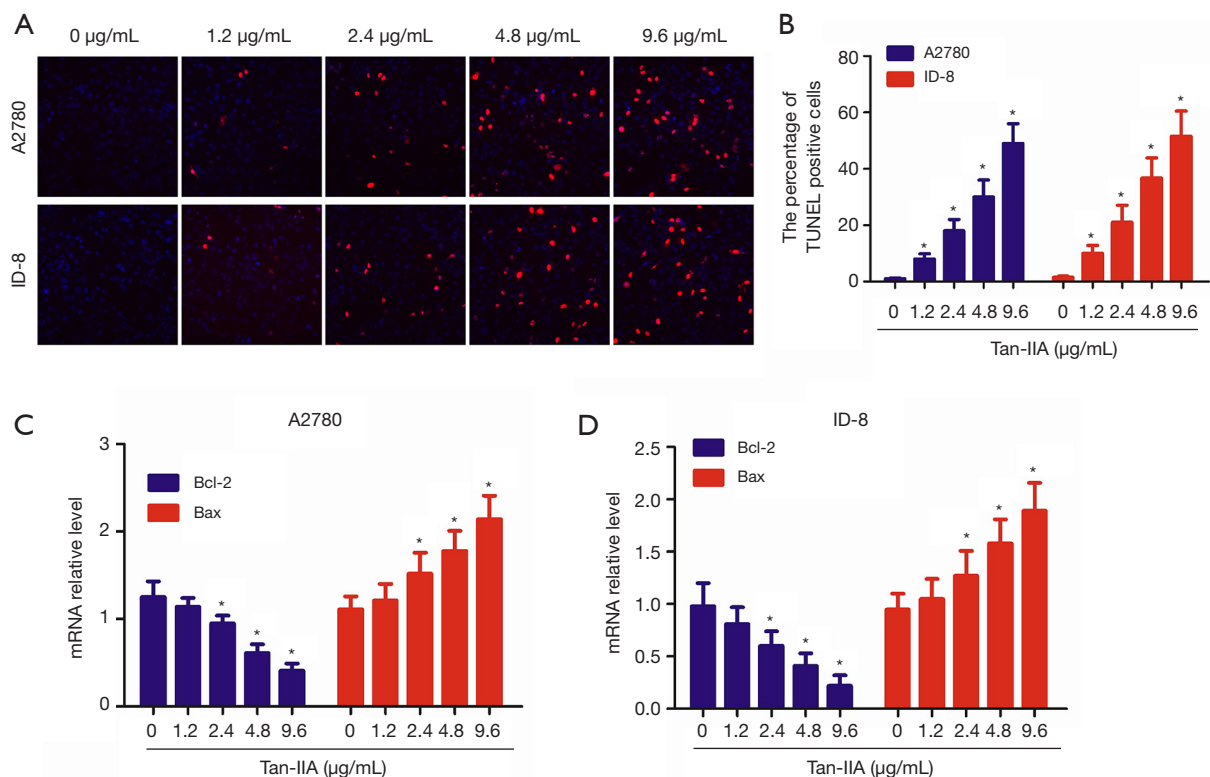 A
0 µg/mL 1.2 µg/mL 2.4 µg/mL 4.8 µg/mL 9.6 µg/mL
A2780
ID-8
B
A2780
ID-8
The percentage of
TUNEL positive cells
80
60
40
20
0
* * * * * * * *
0 1.2 2.4 4.8 9.6 0 1.2 2.4 4.8 9.6
Tan-IIA (µg/mL)
C
A2780
Bcl-2
Bax
mRNA relative level
3
2
1
0
* * * * * *
0 1.2 2.4 4.8 9.6 0 1.2 2.4 4.8 9.6
Tan-IIA (µg/mL)
D
ID-8
Bcl-2
Bax
mRNA relative level
2.5
2.0
1.5
1.0
0.5
0.0
* * * * * *
0 1.2 2.4 4.8 9.6 0 1.2 2.4 4.8 9.6
Tan-IIA (µg/mL)